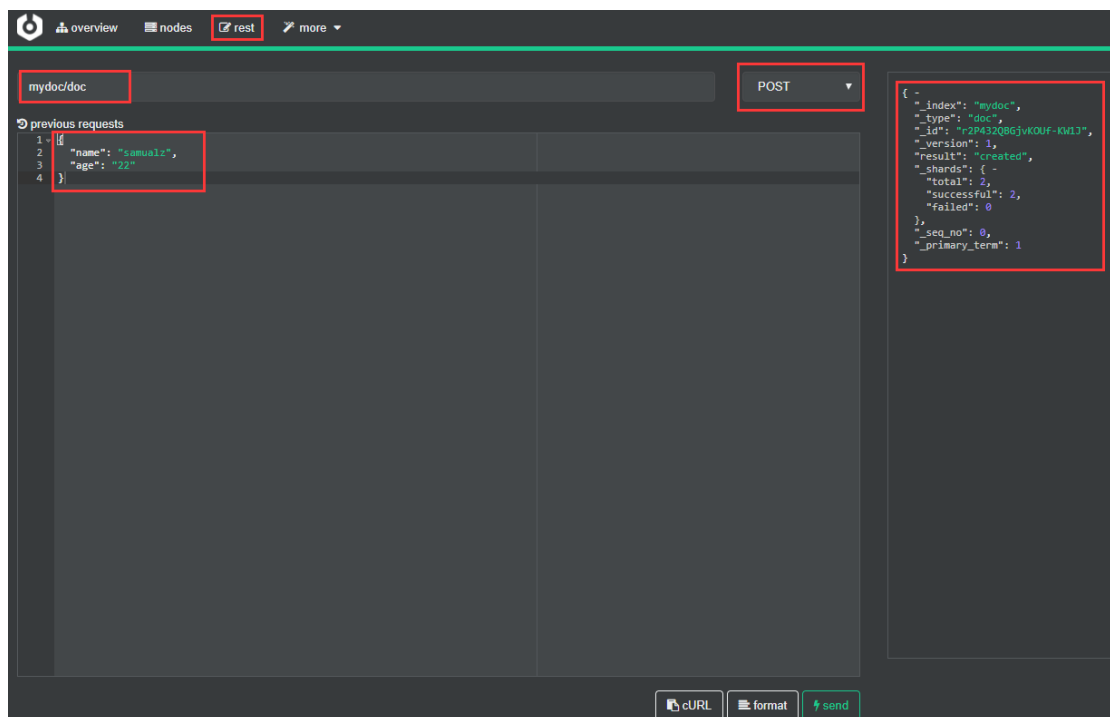 overview nodes rest more
mydoc/doc
POST
previous requests
1 {
2 "name": "samualz",
3 "age": "22"
4 }
{ -
"_index": "mydoc",
"_type": "doc",
"_id": "r2P432QBGjvKOUf-KW1J",
"_version": 1,
"result": "created",
"_shards": { -
"total": 2,
"successful": 2,
"failed": 0
},
"_seq_no": 0,
"_primary_term": 1
}
cURL format send